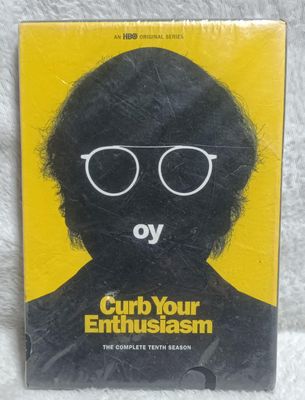 AN HBO ORIGINAL SERIES
oy
Curb Your
Enthusiasm
THE COMPLETE TENTH SEASON